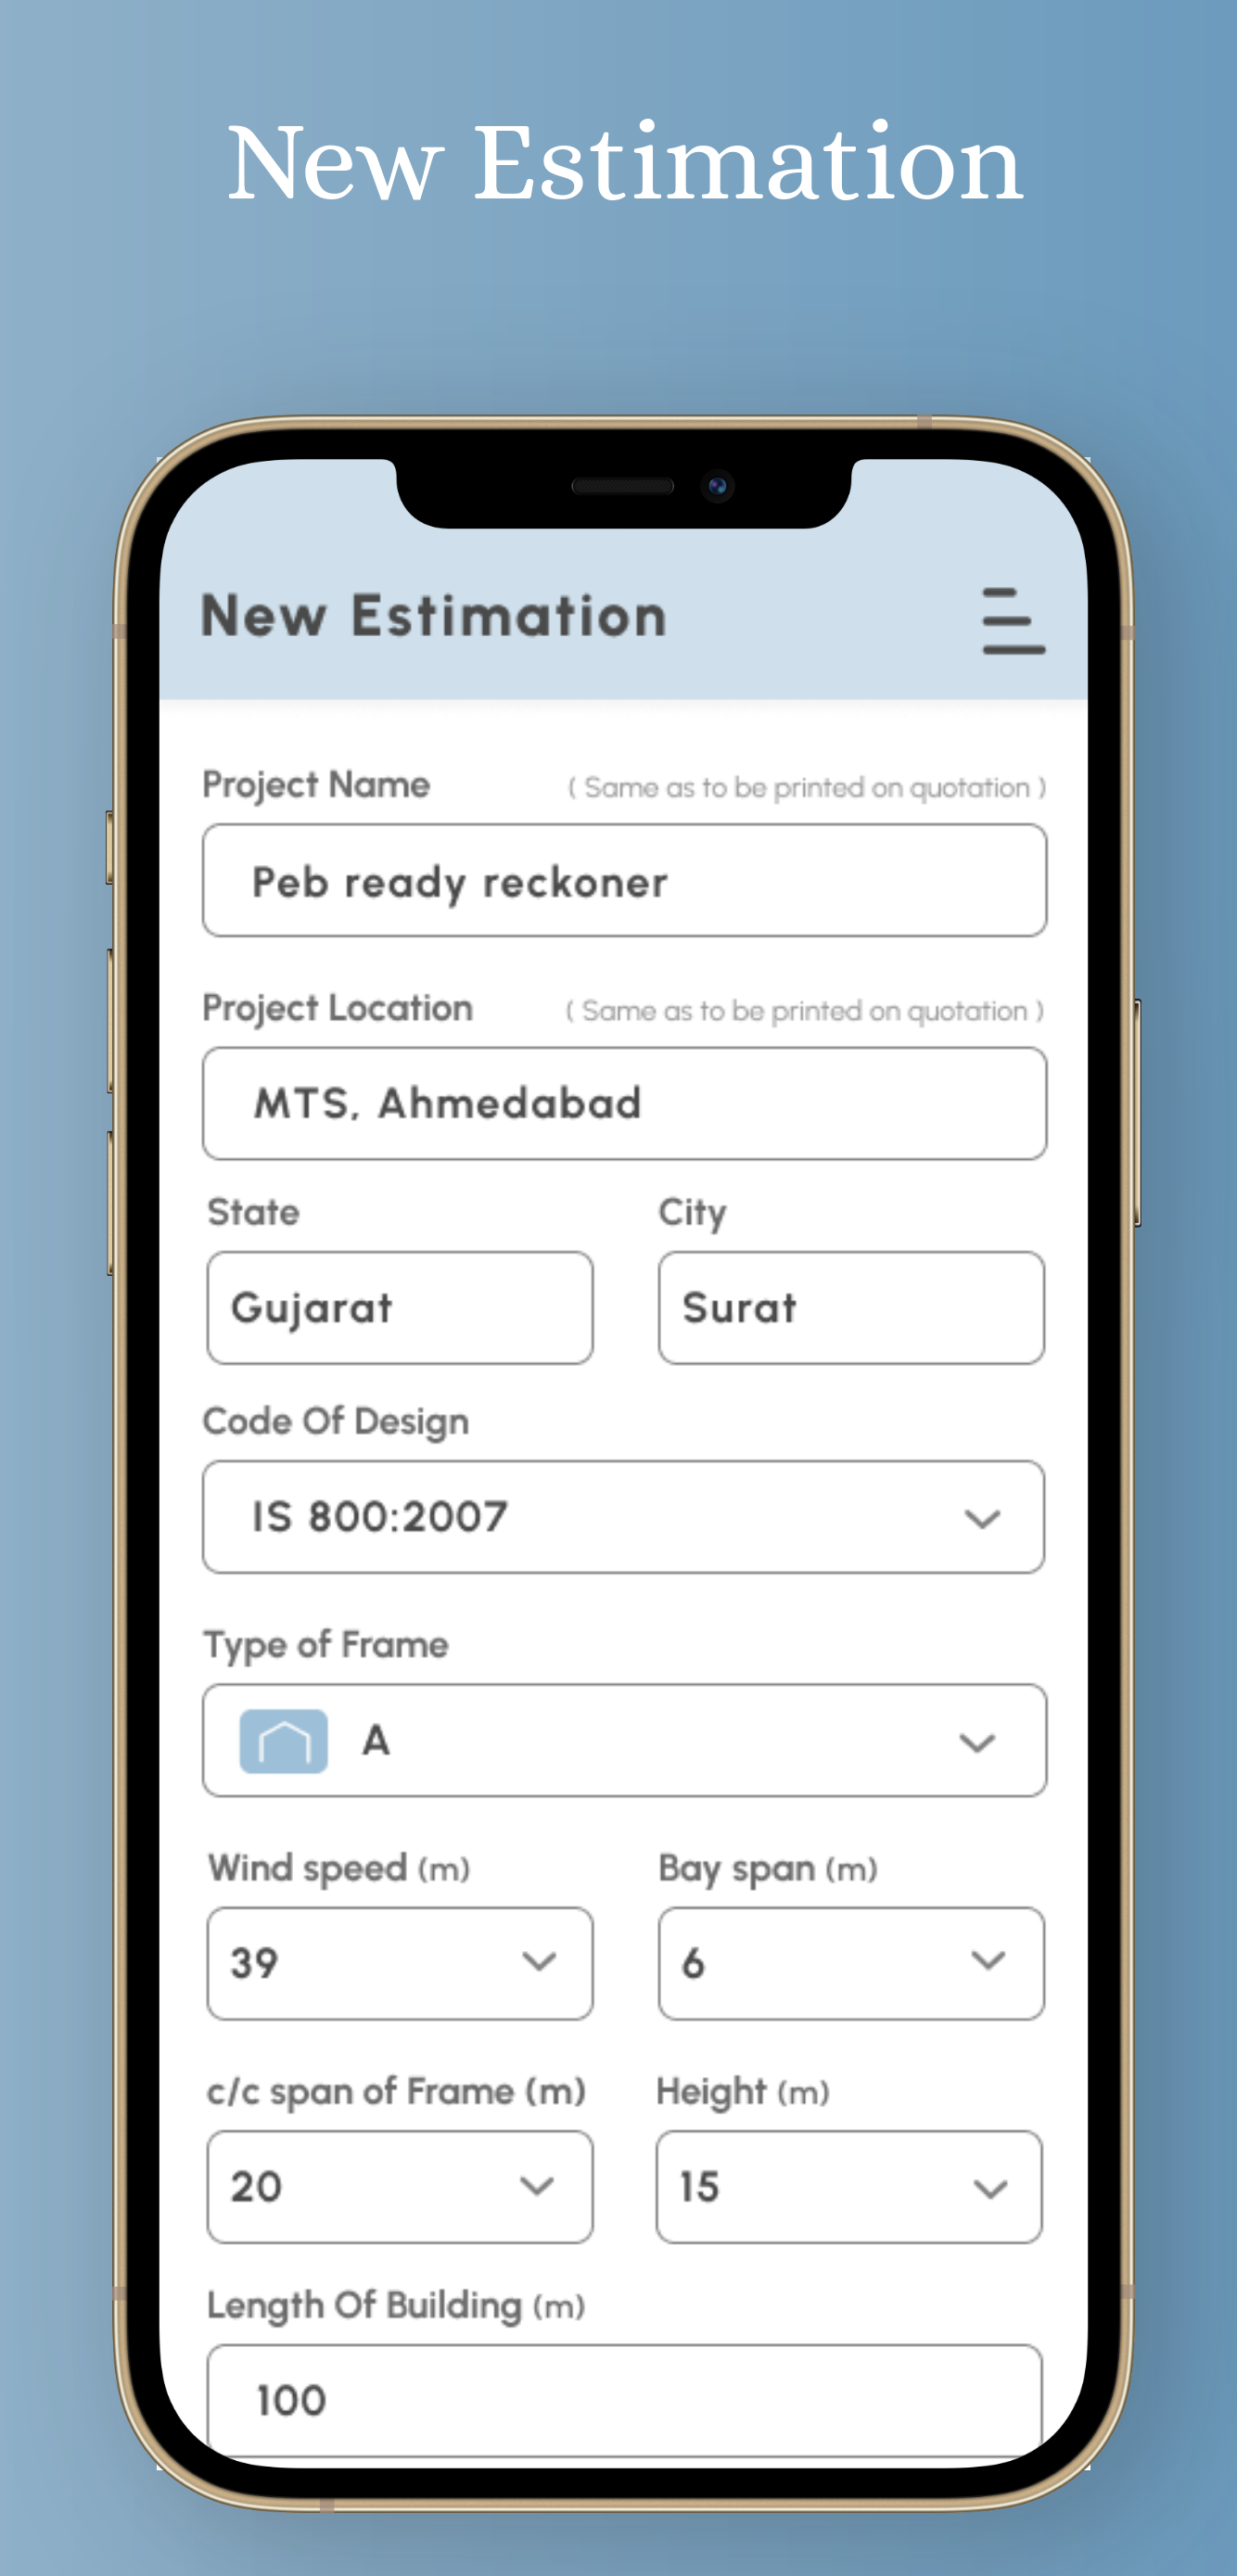 New Estimation
New Estimation
Project Name ( Same as to be printed on quotation )
Peb ready reckoner
Project Location ( Same as to be printed on quotation )
MTS, Ahmedabad
State City
Gujarat Surat
Code Of Design
IS 800:2007
Type of Frame
A
Wind speed (m) Bay span (m)
39 6
c/c span of Frame (m) Height (m)
20 15
Length Of Building (m)
100